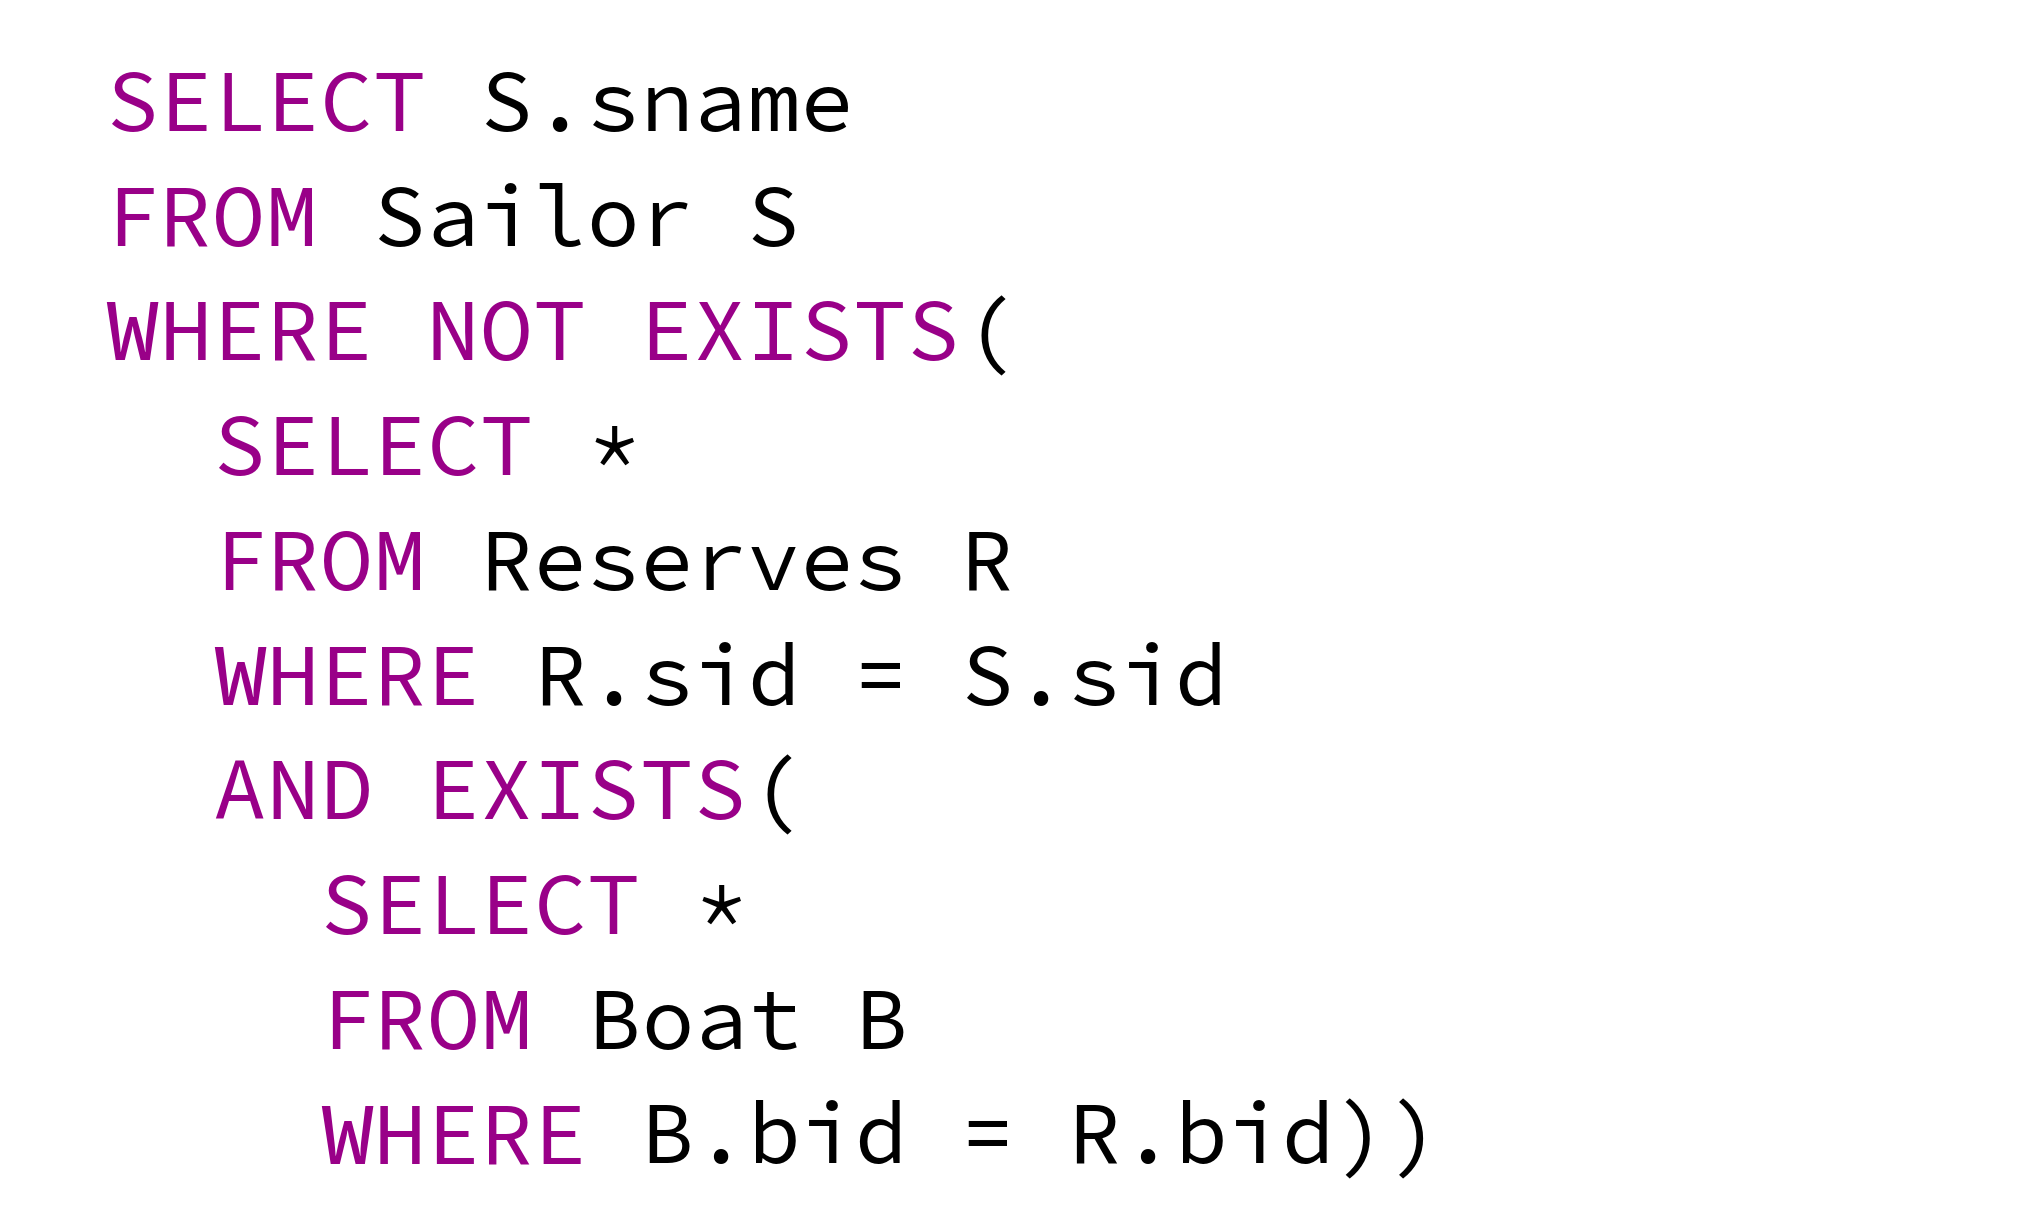 SELECT S.sname
FROM Sailor S
WHERE NOT EXISTS(
  SELECT *
  FROM Reserves R
  WHERE R.sid = S.sid
  AND EXISTS(
    SELECT *
    FROM Boat B
    WHERE B.bid = R.bid))